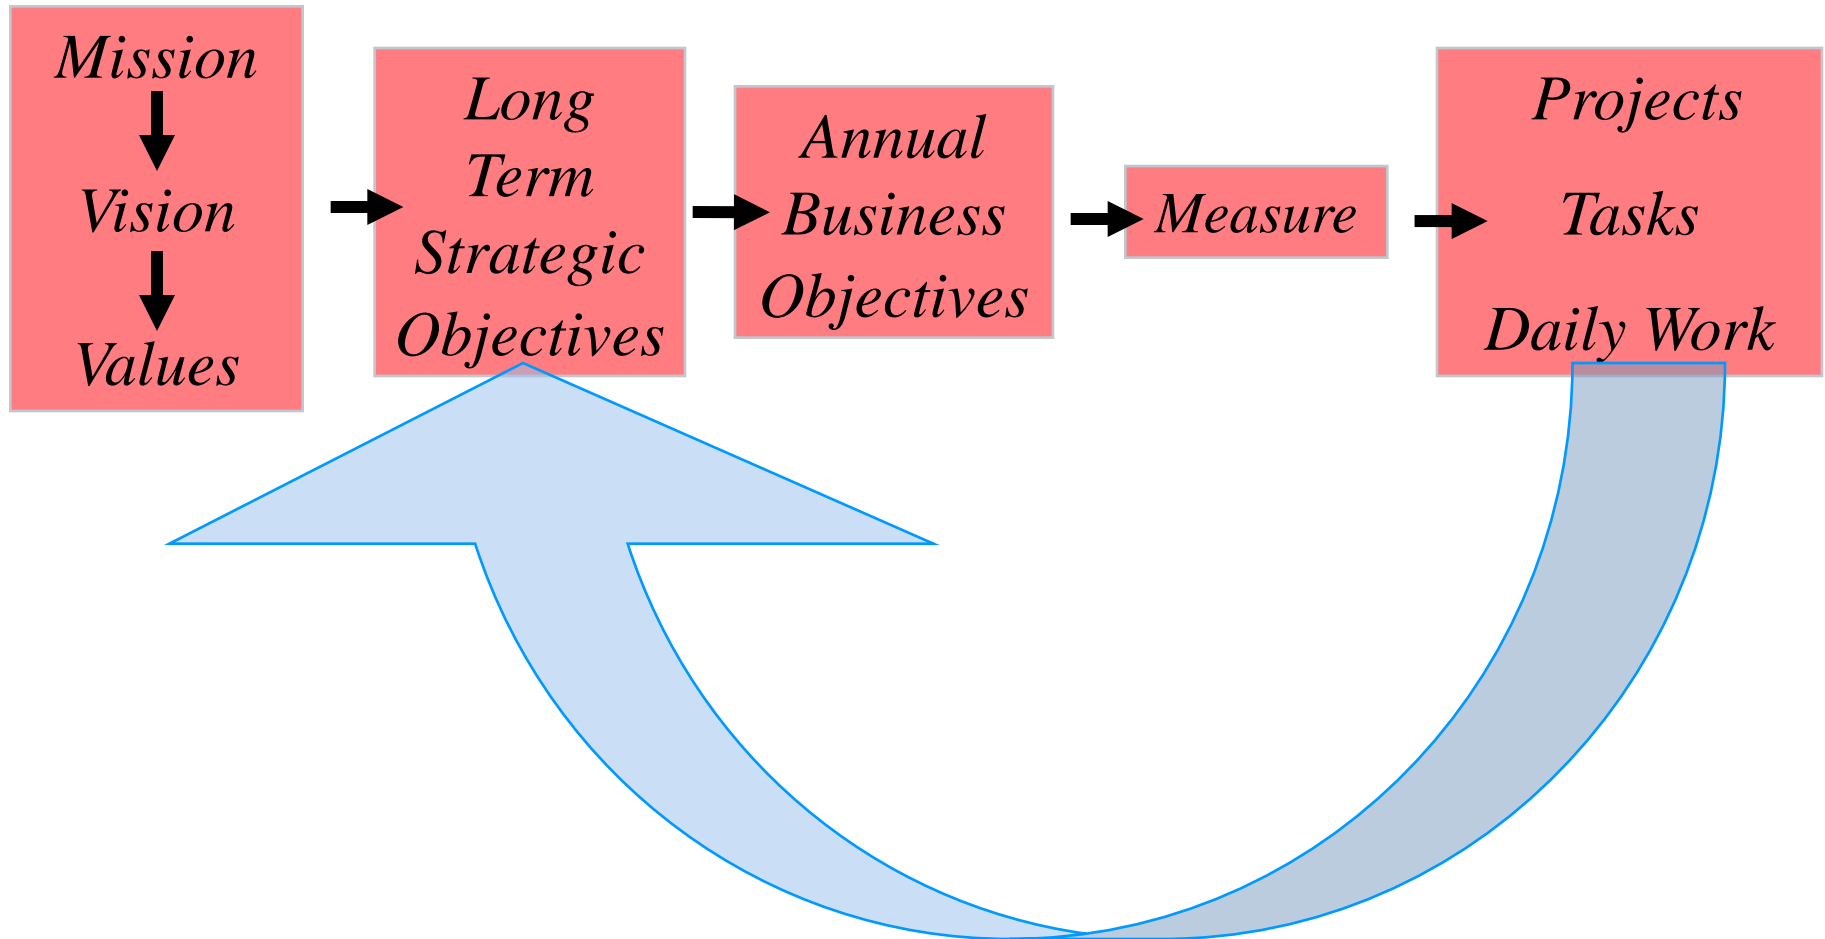 Mission
Vision
Values
Long
Term
Strategic
Objectives
Annual
Business
Objectives
Measure
Projects
Tasks
Daily Work